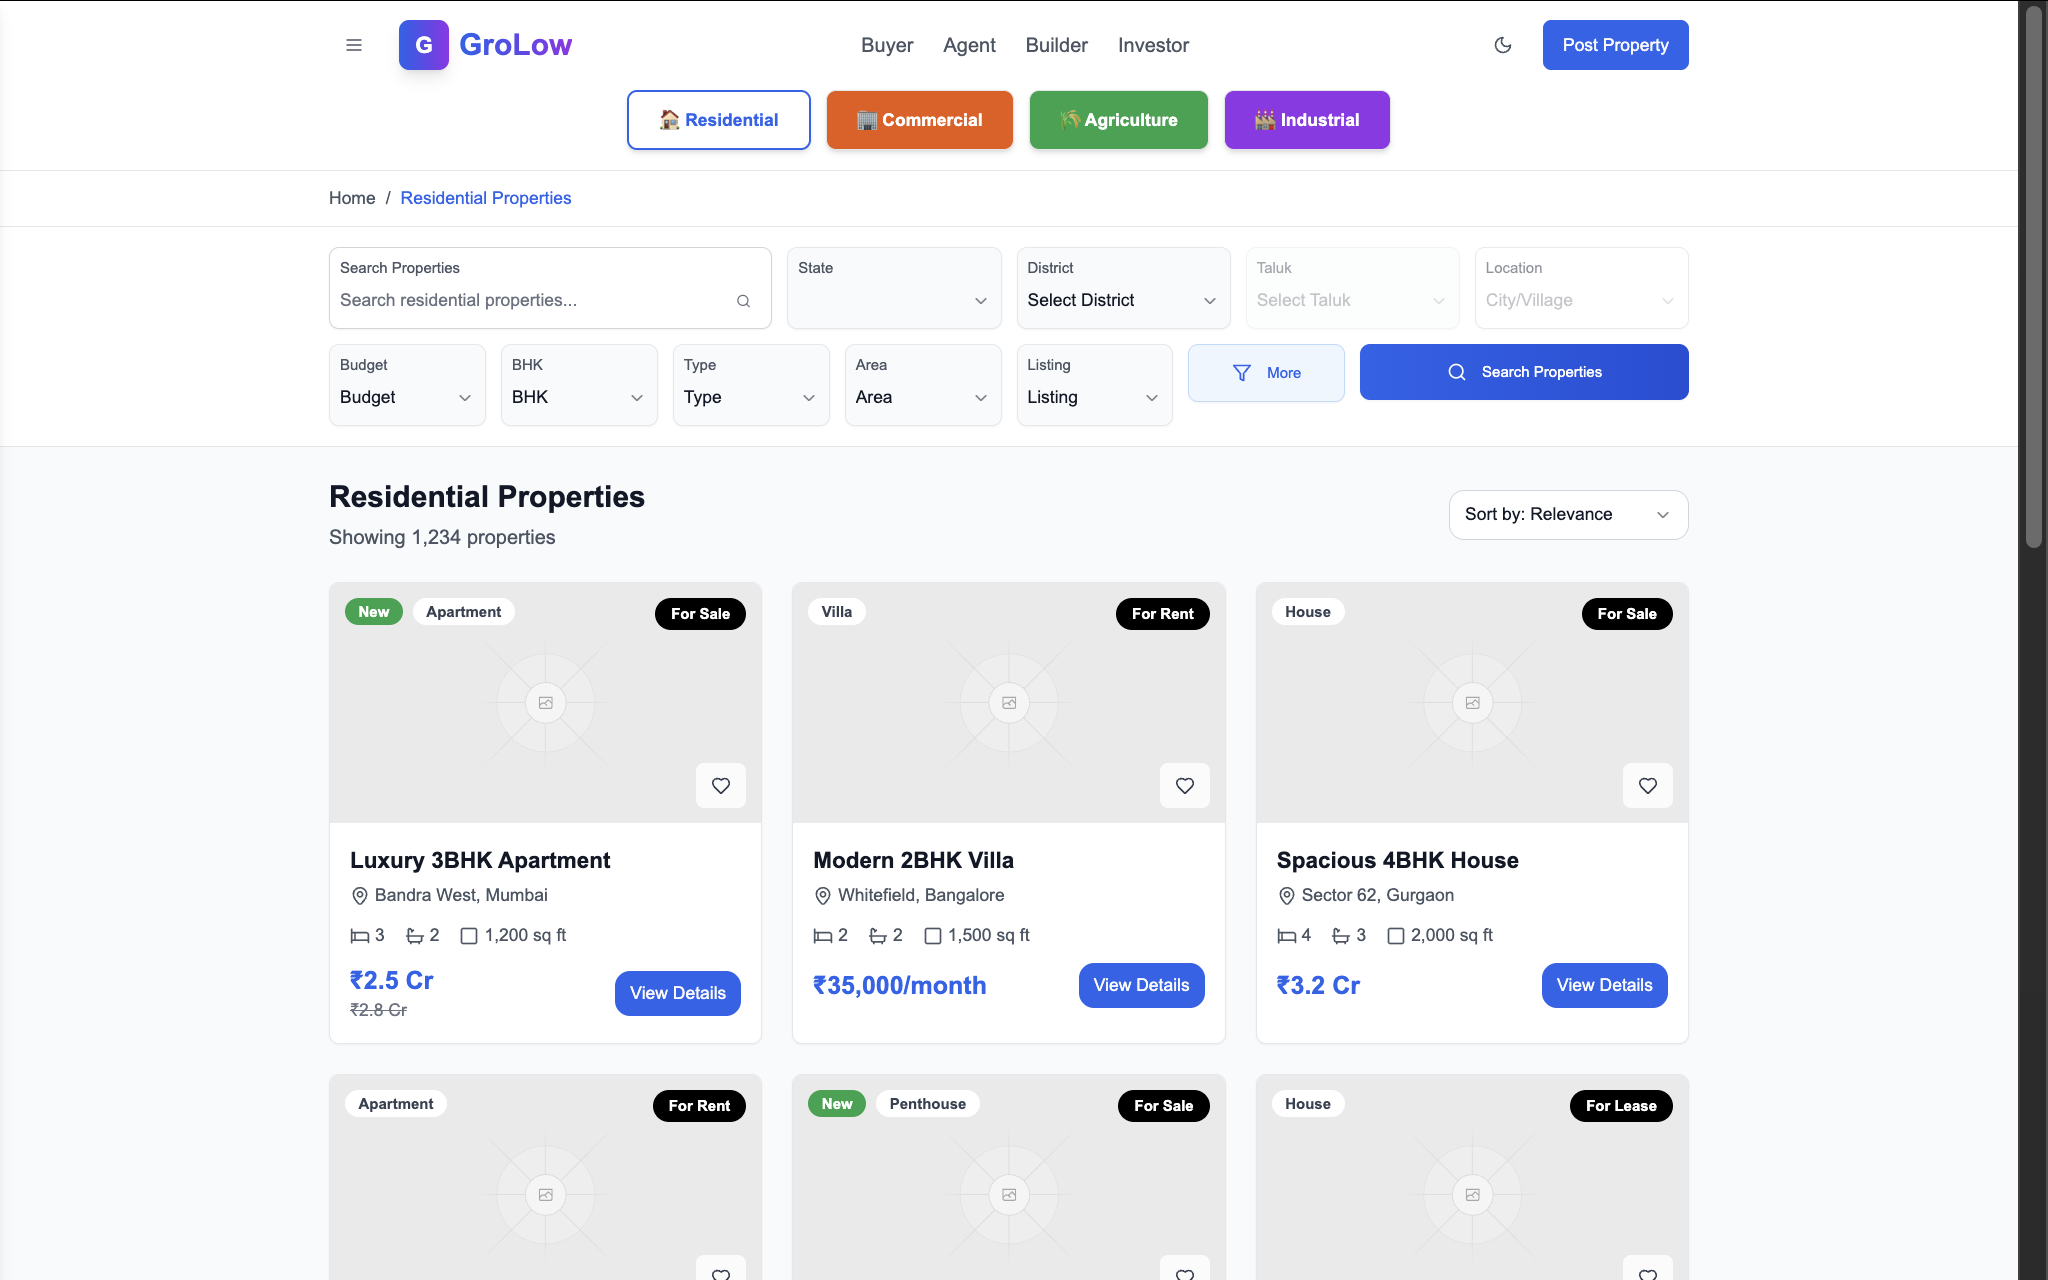 G GroLow
Buyer Agent Builder Investor
Post Property
Residential Commercial Agriculture Industrial
Home / Residential Properties
Search Properties
Search residential properties...
State
District
Select District
Taluk
Select Taluk
Location
City/Village
Budget
Budget
BHK
BHK
Type
Type
Area
Area
Listing
Listing
More
Search Properties
Residential Properties
Showing 1,234 properties
Sort by: Relevance
New Apartment For Sale
Luxury 3BHK Apartment
Bandra West, Mumbai
3 2 1,200 sq ft
₹2.5 Cr
₹2.8 Cr
View Details
Villa For Rent
Modern 2BHK Villa
Whitefield, Bangalore
2 2 1,500 sq ft
₹35,000/month
View Details
House For Sale
Spacious 4BHK House
Sector 62, Gurgaon
4 3 2,000 sq ft
₹3.2 Cr
View Details
Apartment For Rent
New Penthouse For Sale
House For Lease